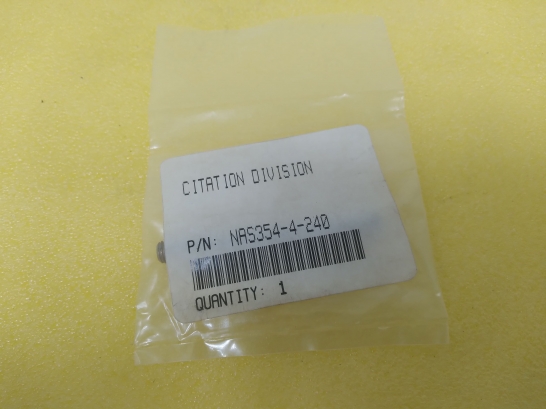 CITATION DIVISION
P/N: NAS354-4-240
QUANTITY: 1